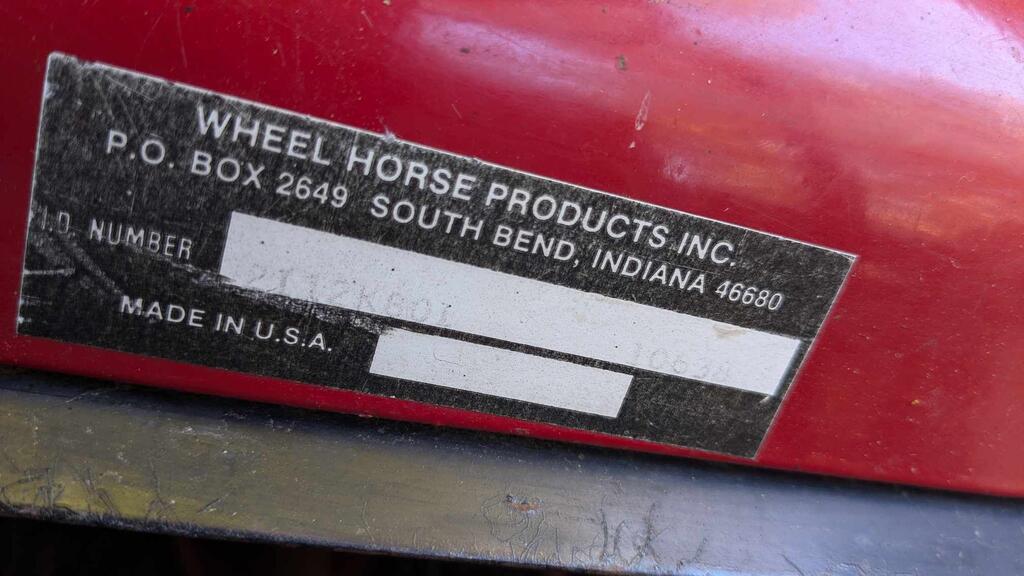 WHEEL HORSE PRODUCTS INC.
P.O. BOX 2649 SOUTH BEND, INDIANA 46680
I.D. NUMBER
MADE IN U.S.A.